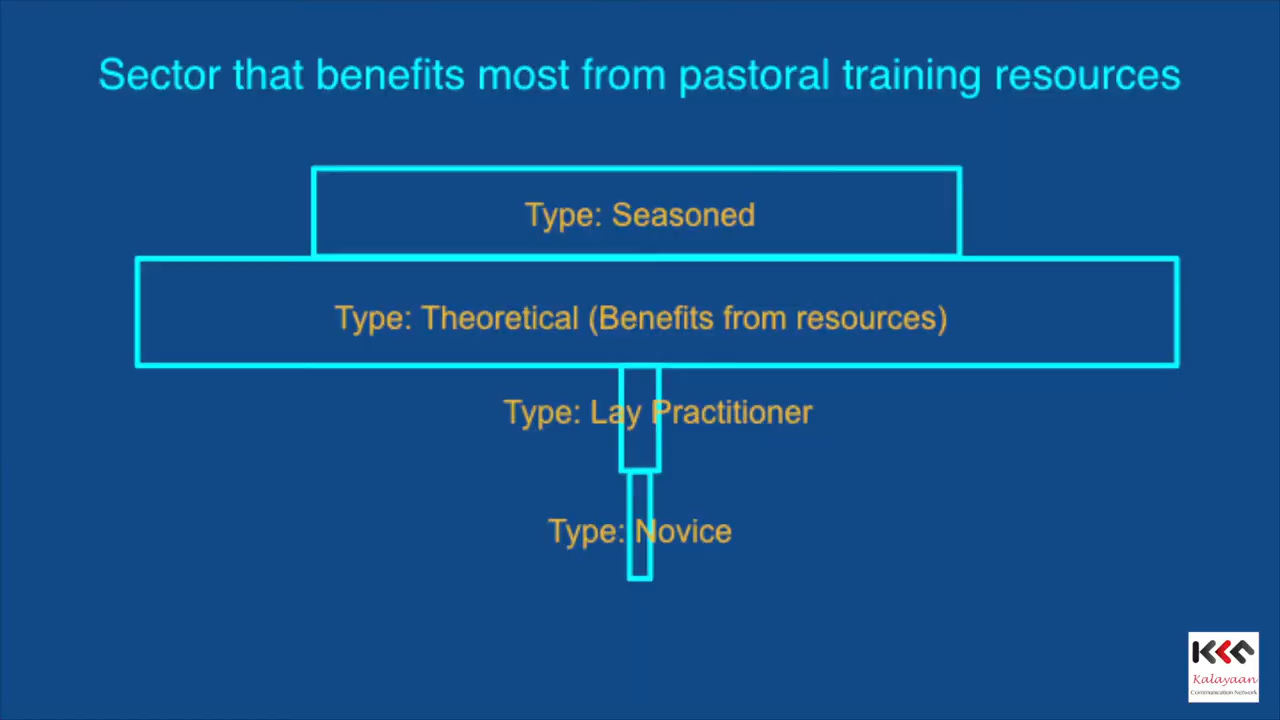 Sector that benefits most from pastoral training resources
Type: Seasoned
Type: Theoretical (Benefits from resources)
Type: Lay Practitioner
Type: Novice
Kalayaan
Communication Network